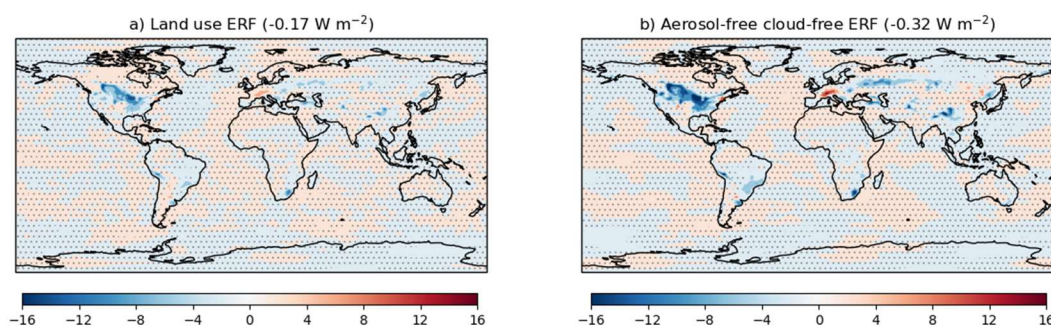 a) Land use ERF (-0.17 W m−2)
b) Aerosol-free cloud-free ERF (-0.32 W m−2)
−16 −12 −8 −4 0 4 8 12 16
−16 −12 −8 −4 0 4 8 12 16